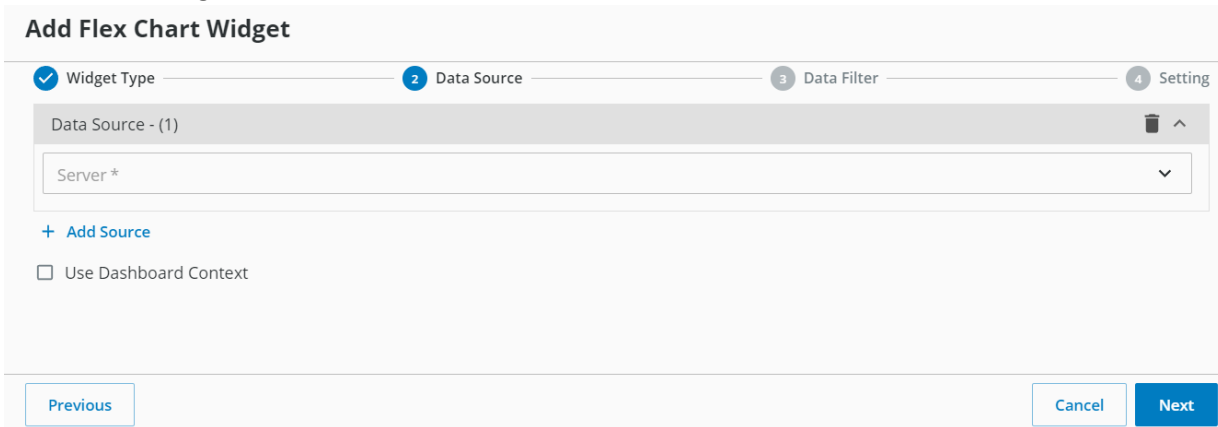 Add Flex Chart Widget
Widget Type 2 Data Source 3 Data Filter 4 Setting
Data Source - (1)
Server *
+ Add Source
Use Dashboard Context
Previous Cancel Next